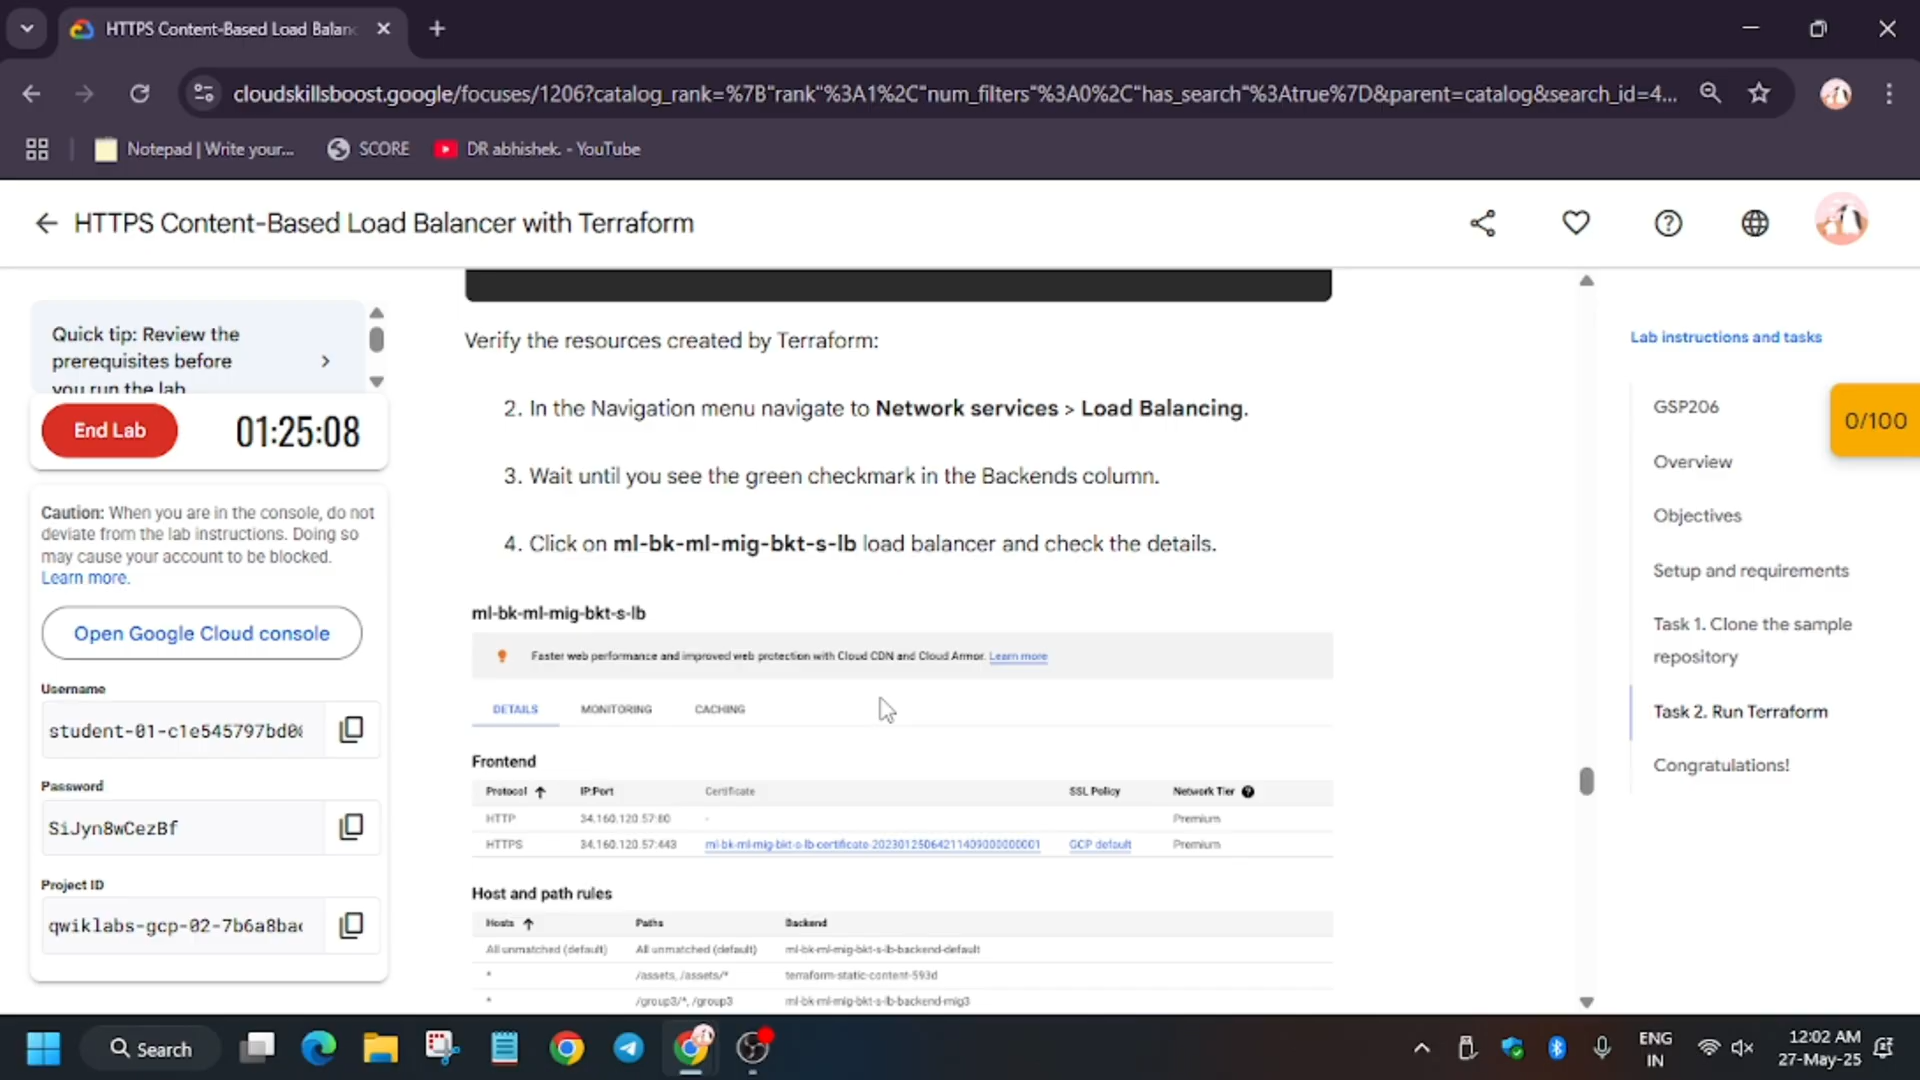 HTTPS Content-Based Load Balanc
cloudskillsboost.google/focuses/1206?catalog_rank=%7B"rank"%3A1%2C"num_filters"%3A0%2C"has_search"%3Atrue%7D&parent=catalog&search_id=4...
Notepad | Write your... SCORE DR abhishek. - YouTube
HTTPS Content-Based Load Balancer with Terraform
Quick tip: Review the
prerequisites before
you run the lab
End Lab 01:25:08
Caution: When you are in the console, do not
deviate from the lab instructions. Doing so
may cause your account to be blocked.
Learn more.
Open Google Cloud console
Username
student-01-c1e545797bd0
Password
SiJyn8wCezBf
Project ID
qwiklabs-gcp-02-7b6a8bac
Verify the resources created by Terraform:
2. In the Navigation menu navigate to Network services > Load Balancing.
3. Wait until you see the green checkmark in the Backends column.
4. Click on ml-bk-ml-mig-bkt-s-lb load balancer and check the details.
ml-bk-ml-mig-bkt-s-lb
Faster web performance and improved web protection with Cloud CDN and Cloud Armor. Learn more
DETAILS MONITORING CACHING
Frontend
Protocol IP:Port Certificate SSL Policy Network Tier
HTTP 34.160.120.57:80 - Premium
HTTPS 34.160.120.57:443 ml-bk-ml-mig-bkt-s-lb-certificate-20230125064211409000000001 GCP default Premium
Host and path rules
Hosts Paths Backend
All unmatched (default) All unmatched (default) ml-bk-ml-mig-bkt-s-lb-backend-default
* /assets, /assets/* terraform-static-content-593d
* /group3/*, /group3 ml-bk-ml-mig-bkt-s-lb-backend-mig3
Lab instructions and tasks
GSP206
0/100
Overview
Objectives
Setup and requirements
Task 1. Clone the sample
repository
Task 2. Run Terraform
Congratulations!
Search
ENG
IN
12:02 AM
27-May-25